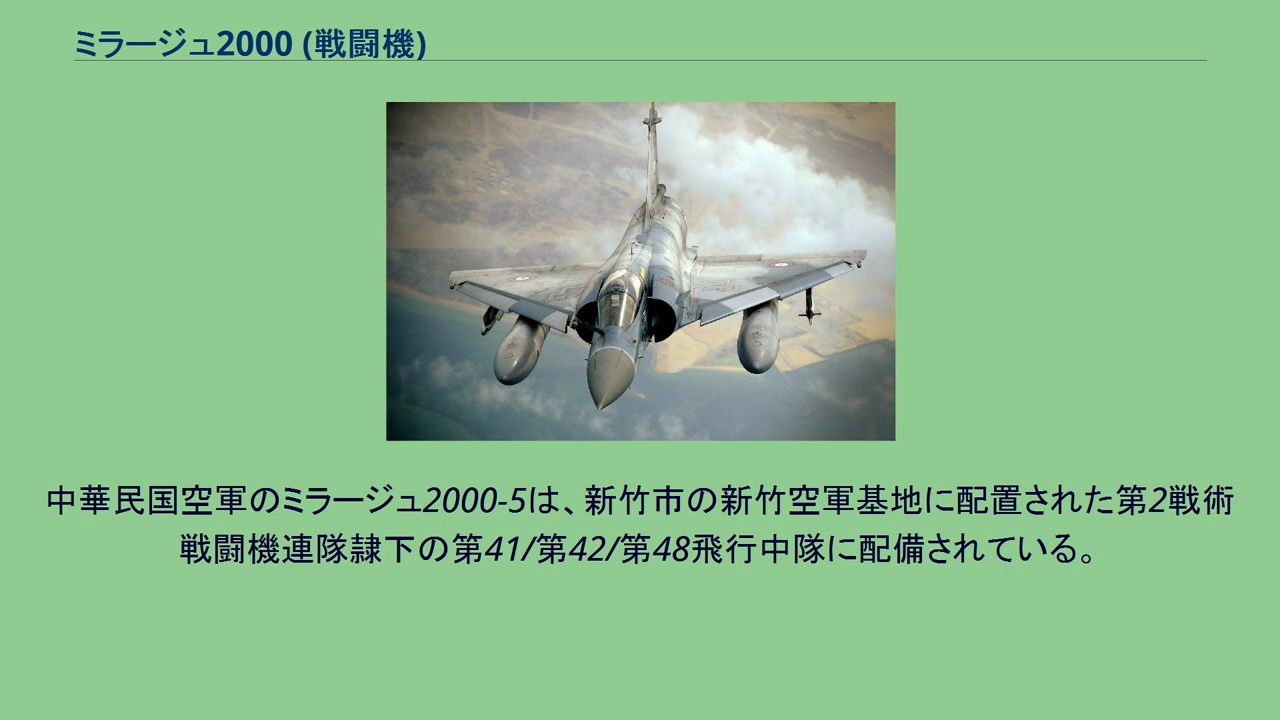 ミラージュ2000 (戦闘機)
中華民国空軍のミラージュ2000-5は、新竹市の新竹空軍基地に配置された第2戦術
戦闘機連隊隷下の第41/第42/第48飛行中隊に配備されている。